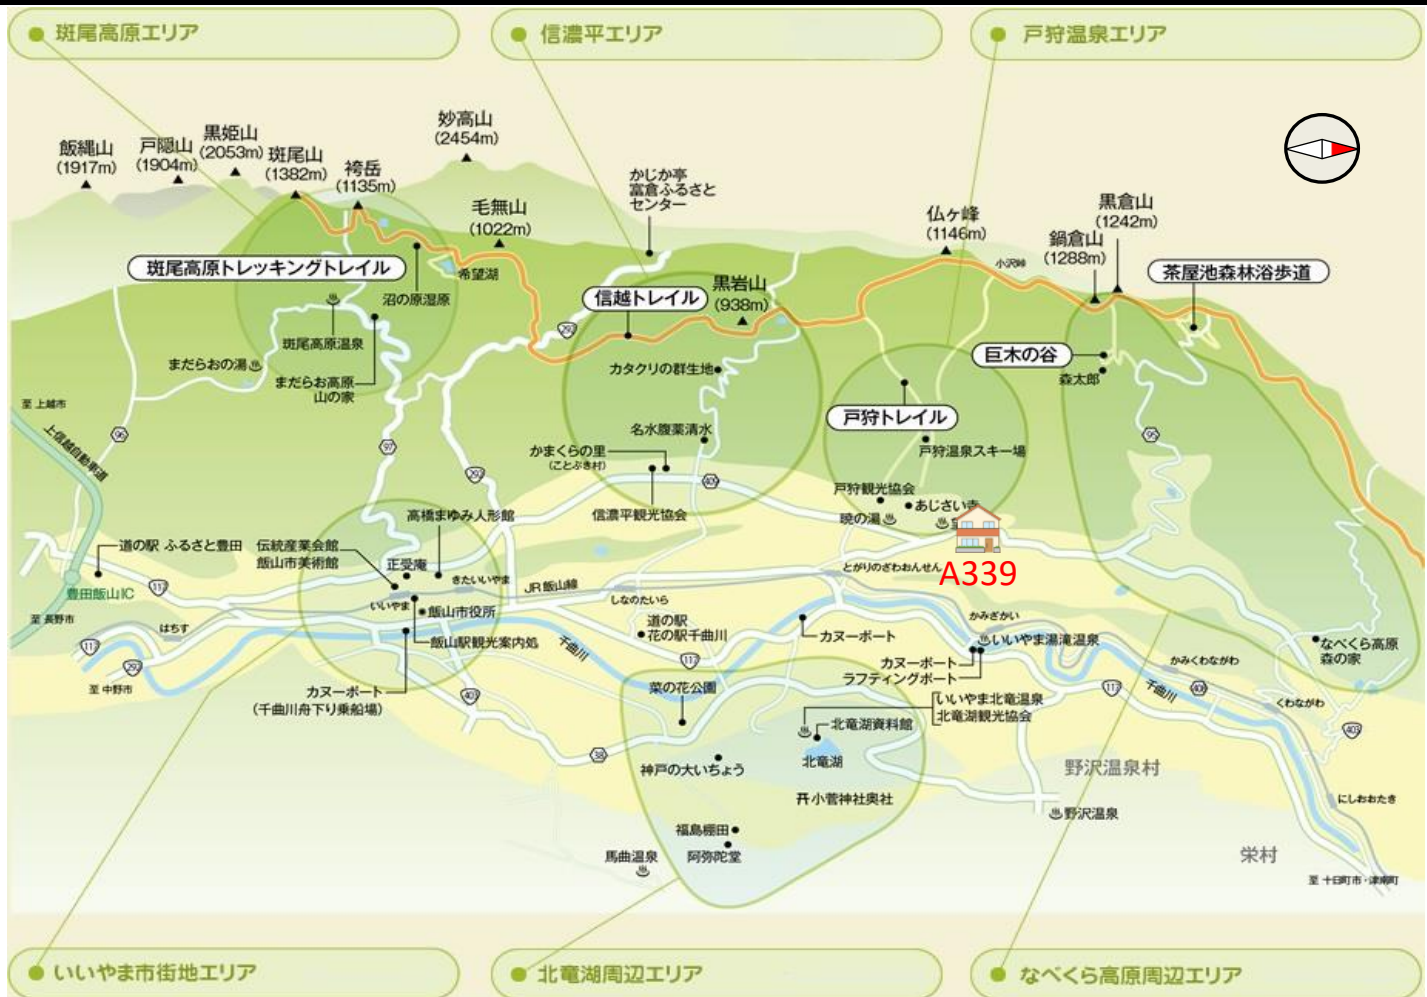 斑尾高原エリア
信濃平エリア
戸狩温泉エリア
飯縄山
(1917m)
戸隠山
(1904m)
黒姫山
(2053m)
斑尾山
(1382m)
袴岳
(1135m)
妙高山
(2454m)
毛無山
(1022m)
かじか亭
富倉ふるさと
センター
仏ヶ峰
(1146m)
小沢峠
鍋倉山
(1288m)
黒倉山
(1242m)
茶屋池森林浴歩道
斑尾高原トレッキングトレイル
沼の原湿原
希望湖
信越トレイル
黒岩山
(938m)
巨木の谷
森太郎
斑尾高原温泉
まだらおの湯
まだらお高原
山の家
292
カタクリの群生地
戸狩トレイル
戸狩温泉スキー場
至 上越市
上信越自動車道
96
97
292
名水腹薬清水
かまくらの里
(ことぶき村)
409
95
信濃平観光協会
戸狩観光協会
あじさい寺
暁の湯
A339
高橋まゆみ人形館
道の駅 ふるさと豊田
伝統産業会館
飯山市美術館
正受庵
きたいいやま
JR飯山線
とがりのざわおんせん
豊田飯山IC
117
いいやま
飯山市役所
しなのたいら
至 長野市
はちす
117
292
至 中野市
飯山駅観光案内処
千曲川
道の駅
花の駅千曲川
117
カヌーポート
かみざかい
いいやま湯滝温泉
カヌーポート
ラフティングポート
かみくわながわ
なべくら高原
森の家
カヌーポート
(千曲川舟下り乗船場)
403
菜の花公園
いいやま北竜温泉
北竜湖観光協会
北竜湖資料館
117
千曲川
408
くわながわ
403
38
神戸の大いちょう
北竜湖
野沢温泉村
小菅神社奥社
野沢温泉
にしおおたき
福島棚田
阿弥陀堂
馬曲温泉
栄村
至 十日町市・津南町
いいやま市街地エリア
北竜湖周辺エリア
なべくら高原周辺エリア